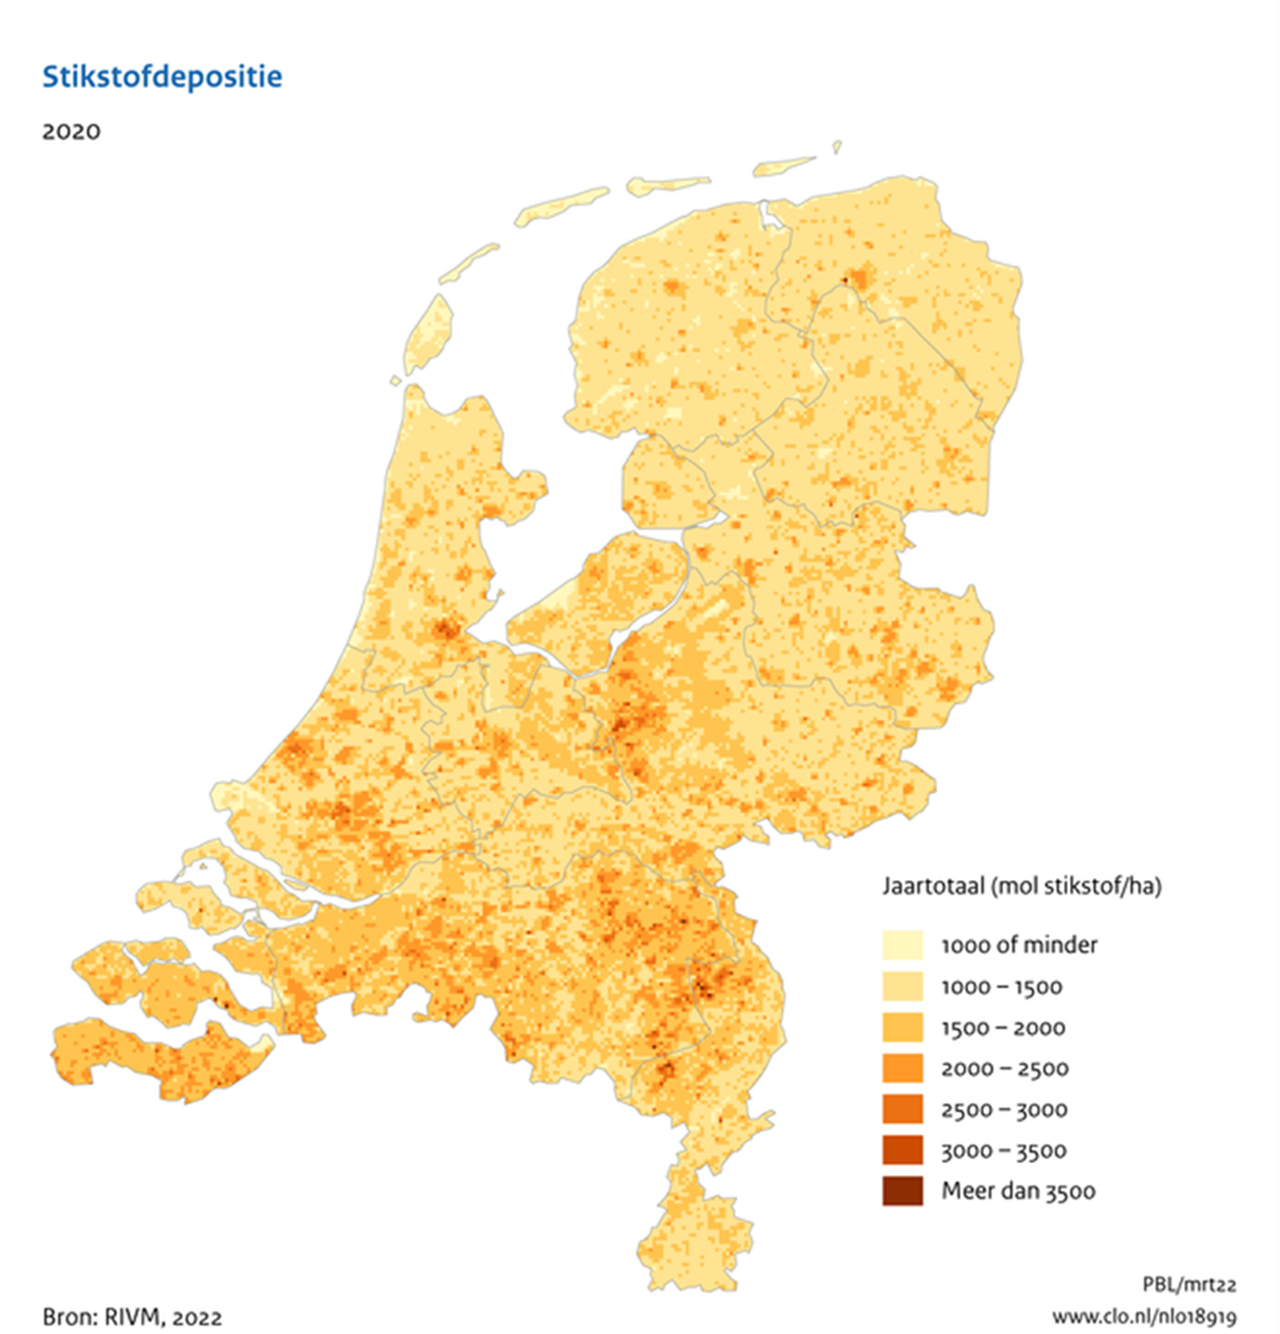 Stikstofdepositie
2020
Jaartotaal (mol stikstof/ha)
1000 of minder
1000 – 1500
1500 – 2000
2000 – 2500
2500 – 3000
3000 – 3500
Meer dan 3500
PBL/mrt22
Bron: RIVM, 2022
www.clo.nl/nl018919